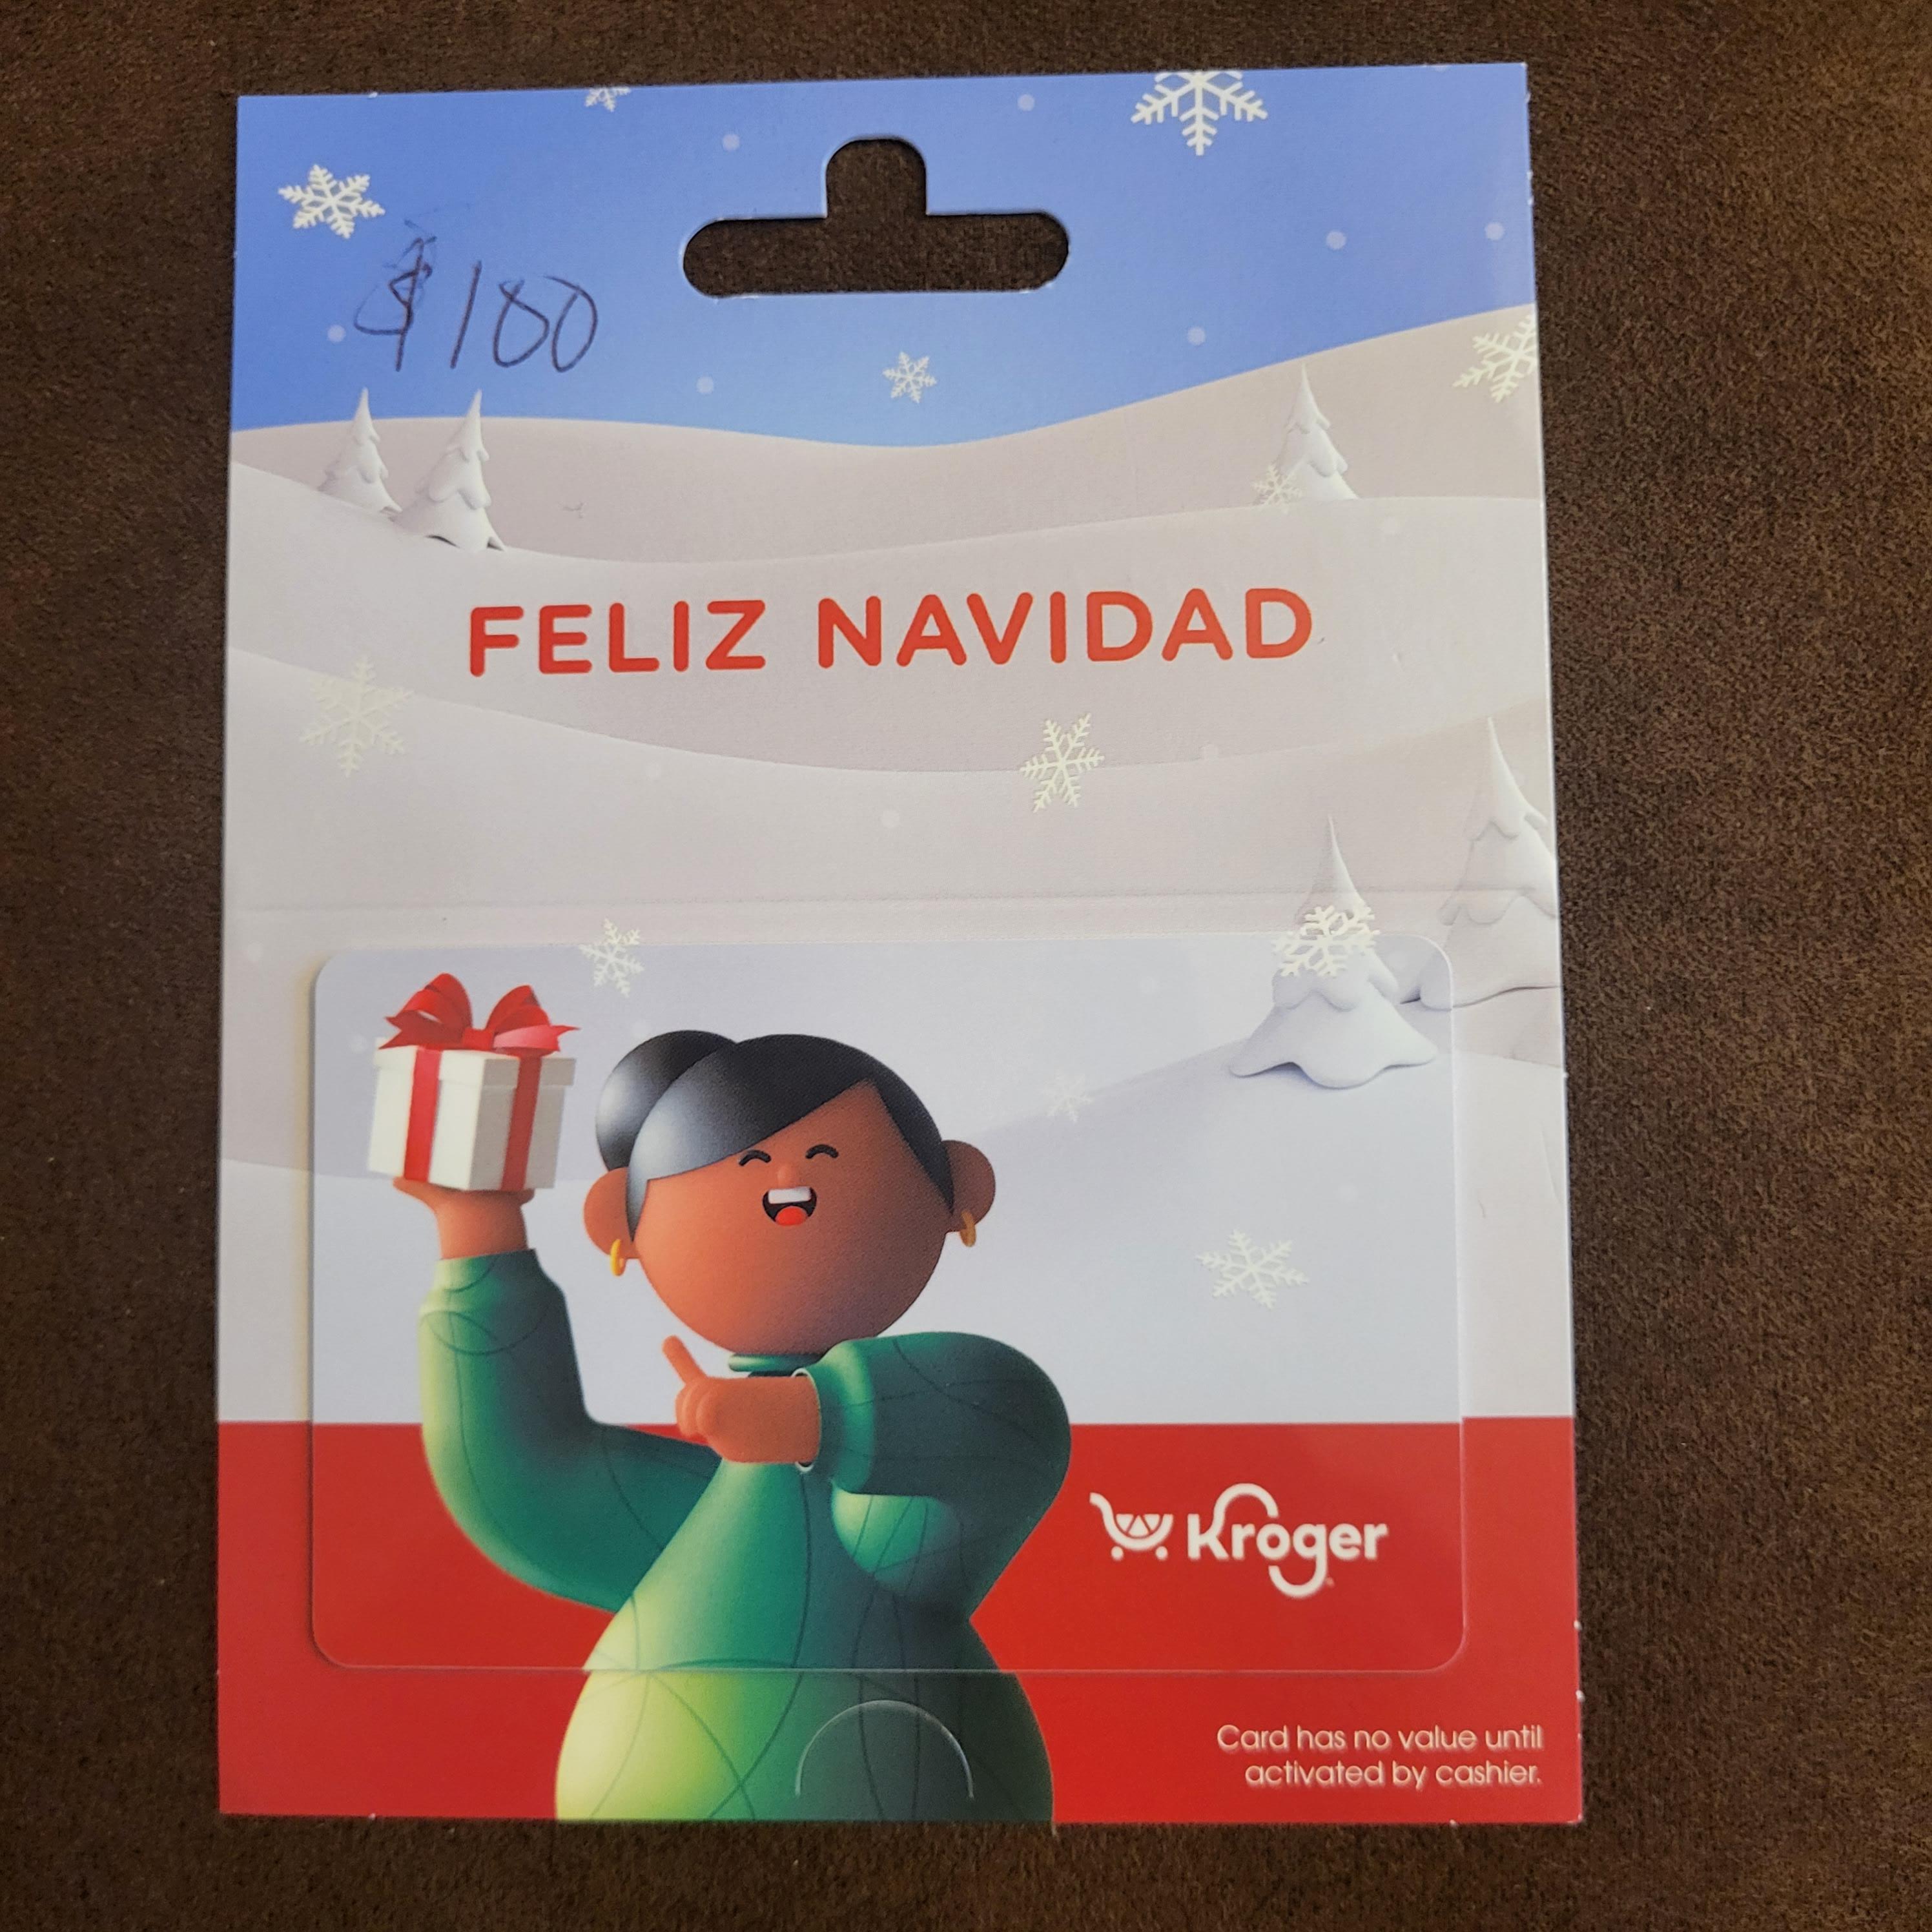 $100
FELIZ NAVIDAD
Kroger
Card has no value until
activated by cashier.